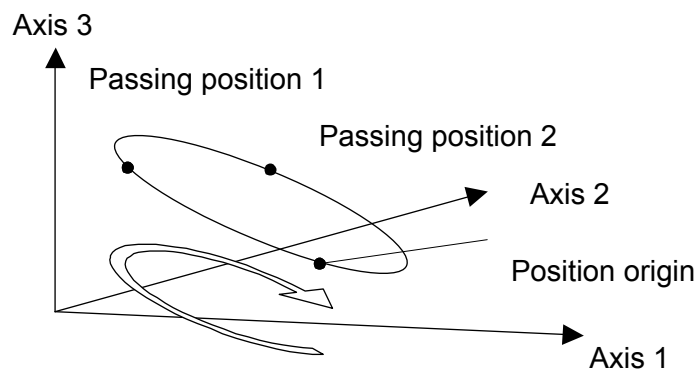 Axis 3
Passing position 1
Passing position 2
Axis 2
Position origin
Axis 1